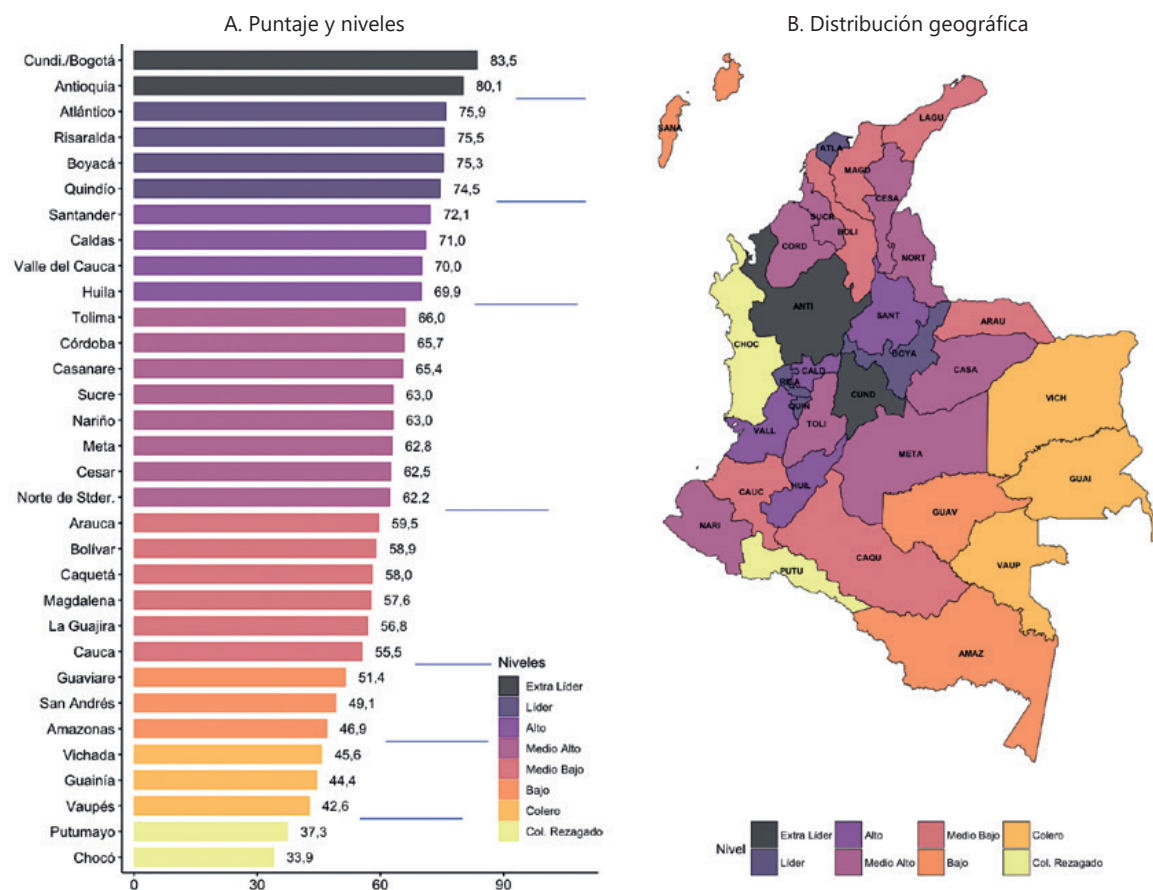 A. Puntaje y niveles
Cundi./Bogotá 83,5
Antioquia 80,1
Atlántico 75,9
Risaralda 75,5
Boyacá 75,3
Quindío 74,5
Santander 72,1
Caldas 71,0
Valle del Cauca 70,0
Huila 69,9
Tolima 66,0
Córdoba 65,7
Casanare 65,4
Sucre 63,0
Nariño 63,0
Meta 62,8
Cesar 62,5
Norte de Stder. 62,2
Arauca 59,5
Bolívar 58,9
Caquetá 58,0
Magdalena 57,6
La Guajira 56,8
Cauca 55,5
Guaviare 51,4
San Andrés 49,1
Amazonas 46,9
Vichada 45,6
Guainía 44,4
Vaupés 42,6
Putumayo 37,3
Chocó 33,9
0 30 60 90
Niveles
Extra Líder
Líder
Alto
Medio Alto
Medio Bajo
Bajo
Colero
Col. Rezagado
B. Distribución geográfica
SANA
LAGU
ATLA
MAGD
CESA
SUCR
BOLI
CORD
NORT
ANTI
SANT
ARAU
CHOC
BOYA
CASA
CALD
RISA
CUND
VICH
QUIN
TOLI
VALL
META
GUAI
HUIL
CAUC
GUAV
NARI
CAQU
VAUP
PUTU
AMAZ
Nivel
Extra Líder Alto Medio Bajo Colero
Líder Medio Alto Bajo Col. Rezagado